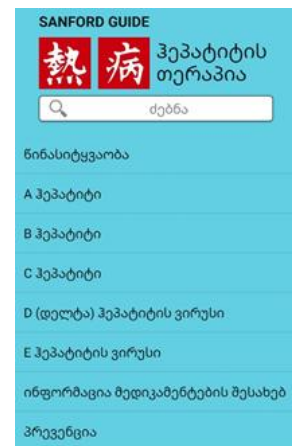 SANFORD GUIDE
熱 病 ჰეპატიტის
თერაპია
ძებნა
წინასიტყვაობა
A ჰეპატიტი
B ჰეპატიტი
C ჰეპატიტი
D (დელტა) ჰეპატიტის ვირუსი
E ჰეპატიტის ვირუსი
ინფორმაცია მედიკამენტების შესახებ
პრევენცია